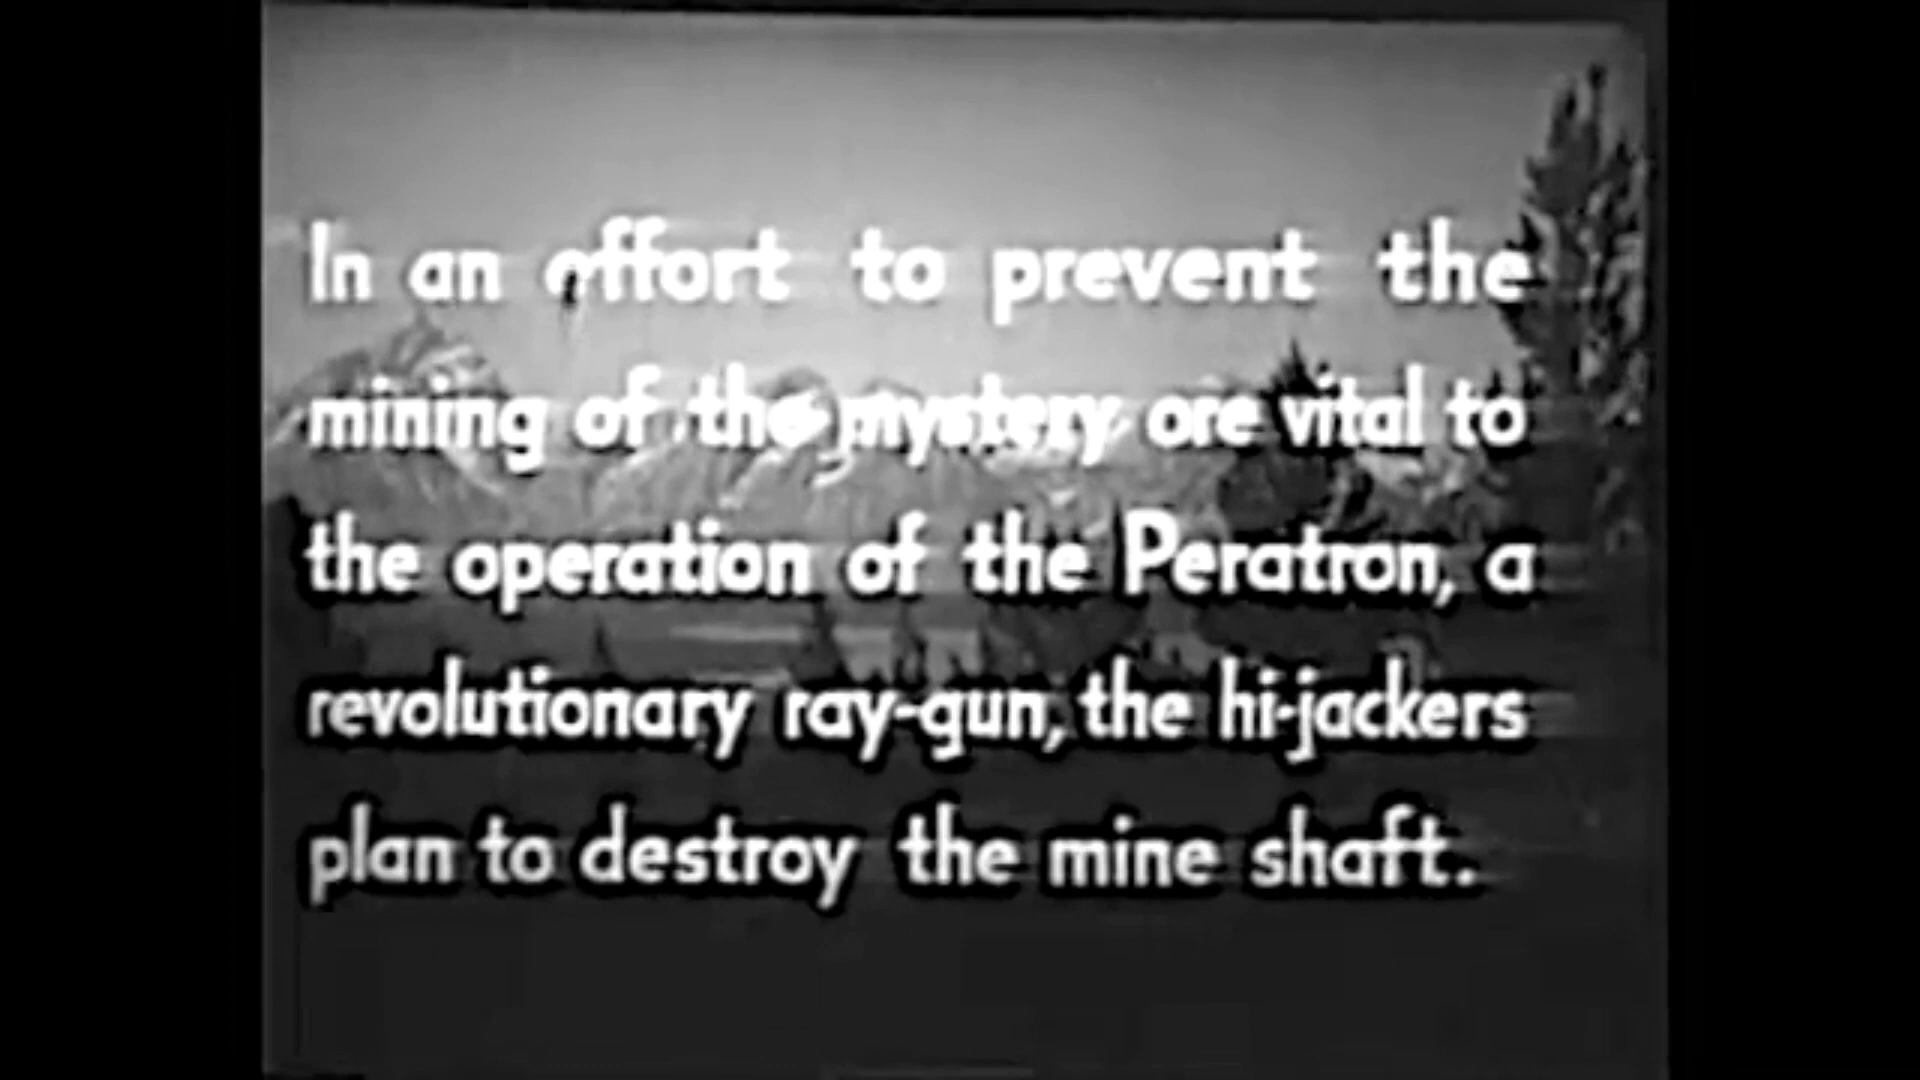 In an effort to prevent the
mining of the mystery ore vital to
the operation of the Peratron, a
revolutionary ray-gun, the hi-jackers
plan to destroy the mine shaft.